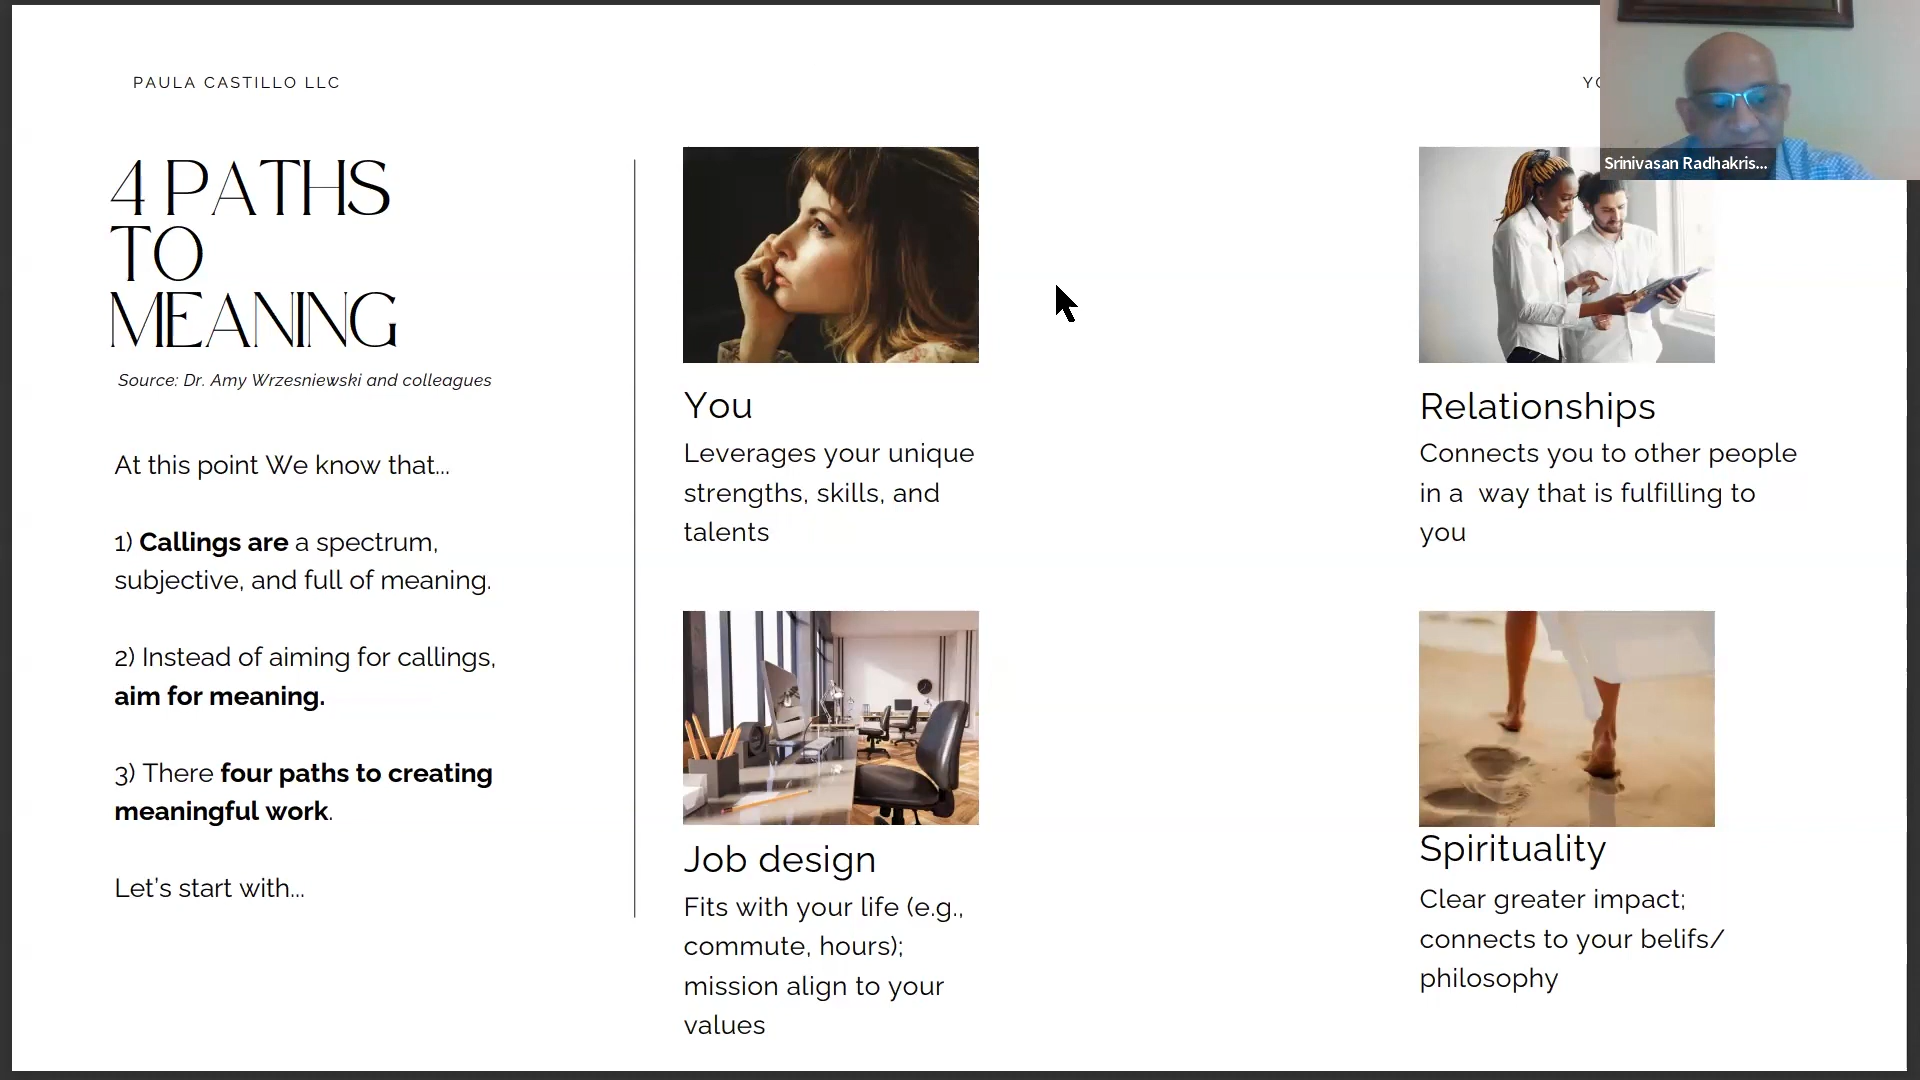 PAULA CASTILLO LLC
4 PATHS
TO
MEANING
Source: Dr. Amy Wrzesniewski and colleagues
At this point We know that...
1) Callings are a spectrum,
subjective, and full of meaning.
2) Instead of aiming for callings,
aim for meaning.
3) There four paths to creating
meaningful work.
Let's start with...
You
Leverages your unique
strengths, skills, and
talents
Job design
Fits with your life (e.g.,
commute, hours);
mission align to your
values
Srinivasan Radhakris...
Relationships
Connects you to other people
in a  way that is fulfilling to
you
Spirituality
Clear greater impact;
connects to your belifs/
philosophy